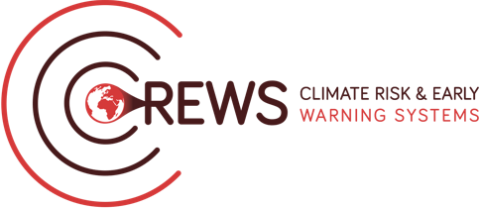 CREWS
CLIMATE RISK & EARLY
WARNING SYSTEMS